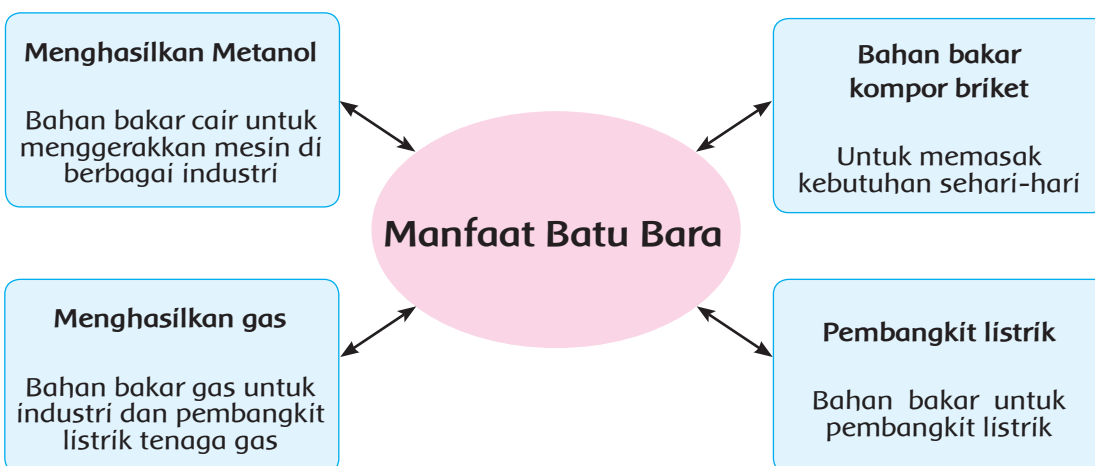 Menghasilkan Metanol
Bahan bakar cair untuk
menggerakkan mesin di
berbagai industri
Bahan bakar
kompor briket
Untuk memasak
kebutuhan sehari-hari
Manfaat Batu Bara
Menghasilkan gas
Bahan bakar gas untuk
industri dan pembangkit
listrik tenaga gas
Pembangkit listrik
Bahan bakar untuk
pembangkit listrik